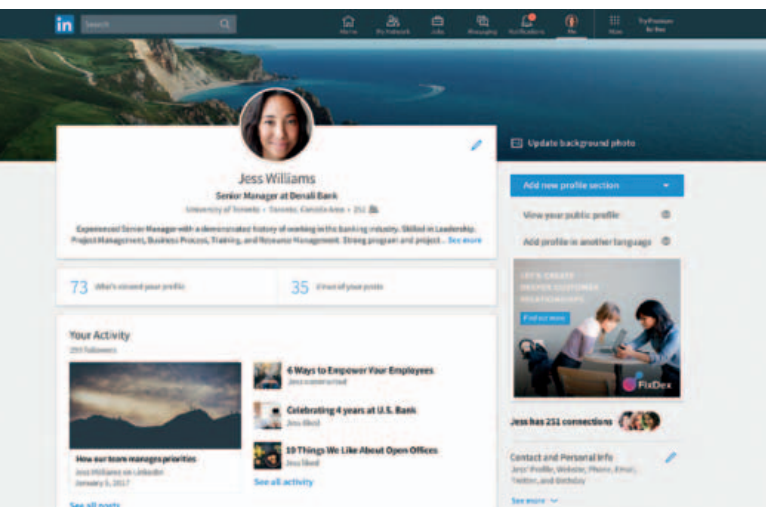 in Search Home My Network Jobs Messaging Notifications Me More Try Premium
for free
Update background photo
Jess Williams
Senior Manager at Denali Bank
University of Toronto • Toronto, Canada Area • 251
Experienced Senior Manager with a demonstrated history of working in the banking industry. Skilled in Leadership,
Project Management, Business Process, Training, and Resource Management. Strong program and project... See more
73 Who's viewed your profile 35 Views of your posts
Your Activity
How our team manages priorities
Jess Williams on LinkedIn
January 5, 2017
See all posts
6 Ways to Empower Your Employees
Jess commented
Celebrating 4 years at U.S. Bank
Jess liked
10 Things We Like About Open Offices
Jess liked
See all activity
Add new profile section
View your public profile
Add profile in another language
LET'S CREATE
DEEPER CUSTOMER
RELATIONSHIPS
Find out more
FixDex
Jess has 251 connections
Contact and Personal Info
Jess' Profile, Website, Phone, Email,
Twitter, and Birthday
See more